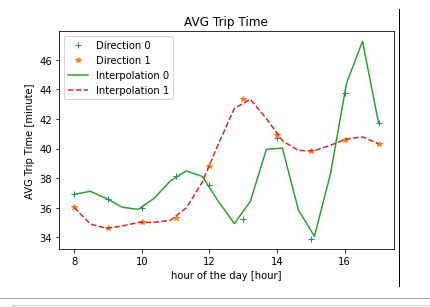 AVG Trip Time
Direction 0
Direction 1
Interpolation 0
Interpolation 1
AVG Trip Time [minute]
46
44
42
40
38
36
34
8 10 12 14 16
hour of the day [hour]